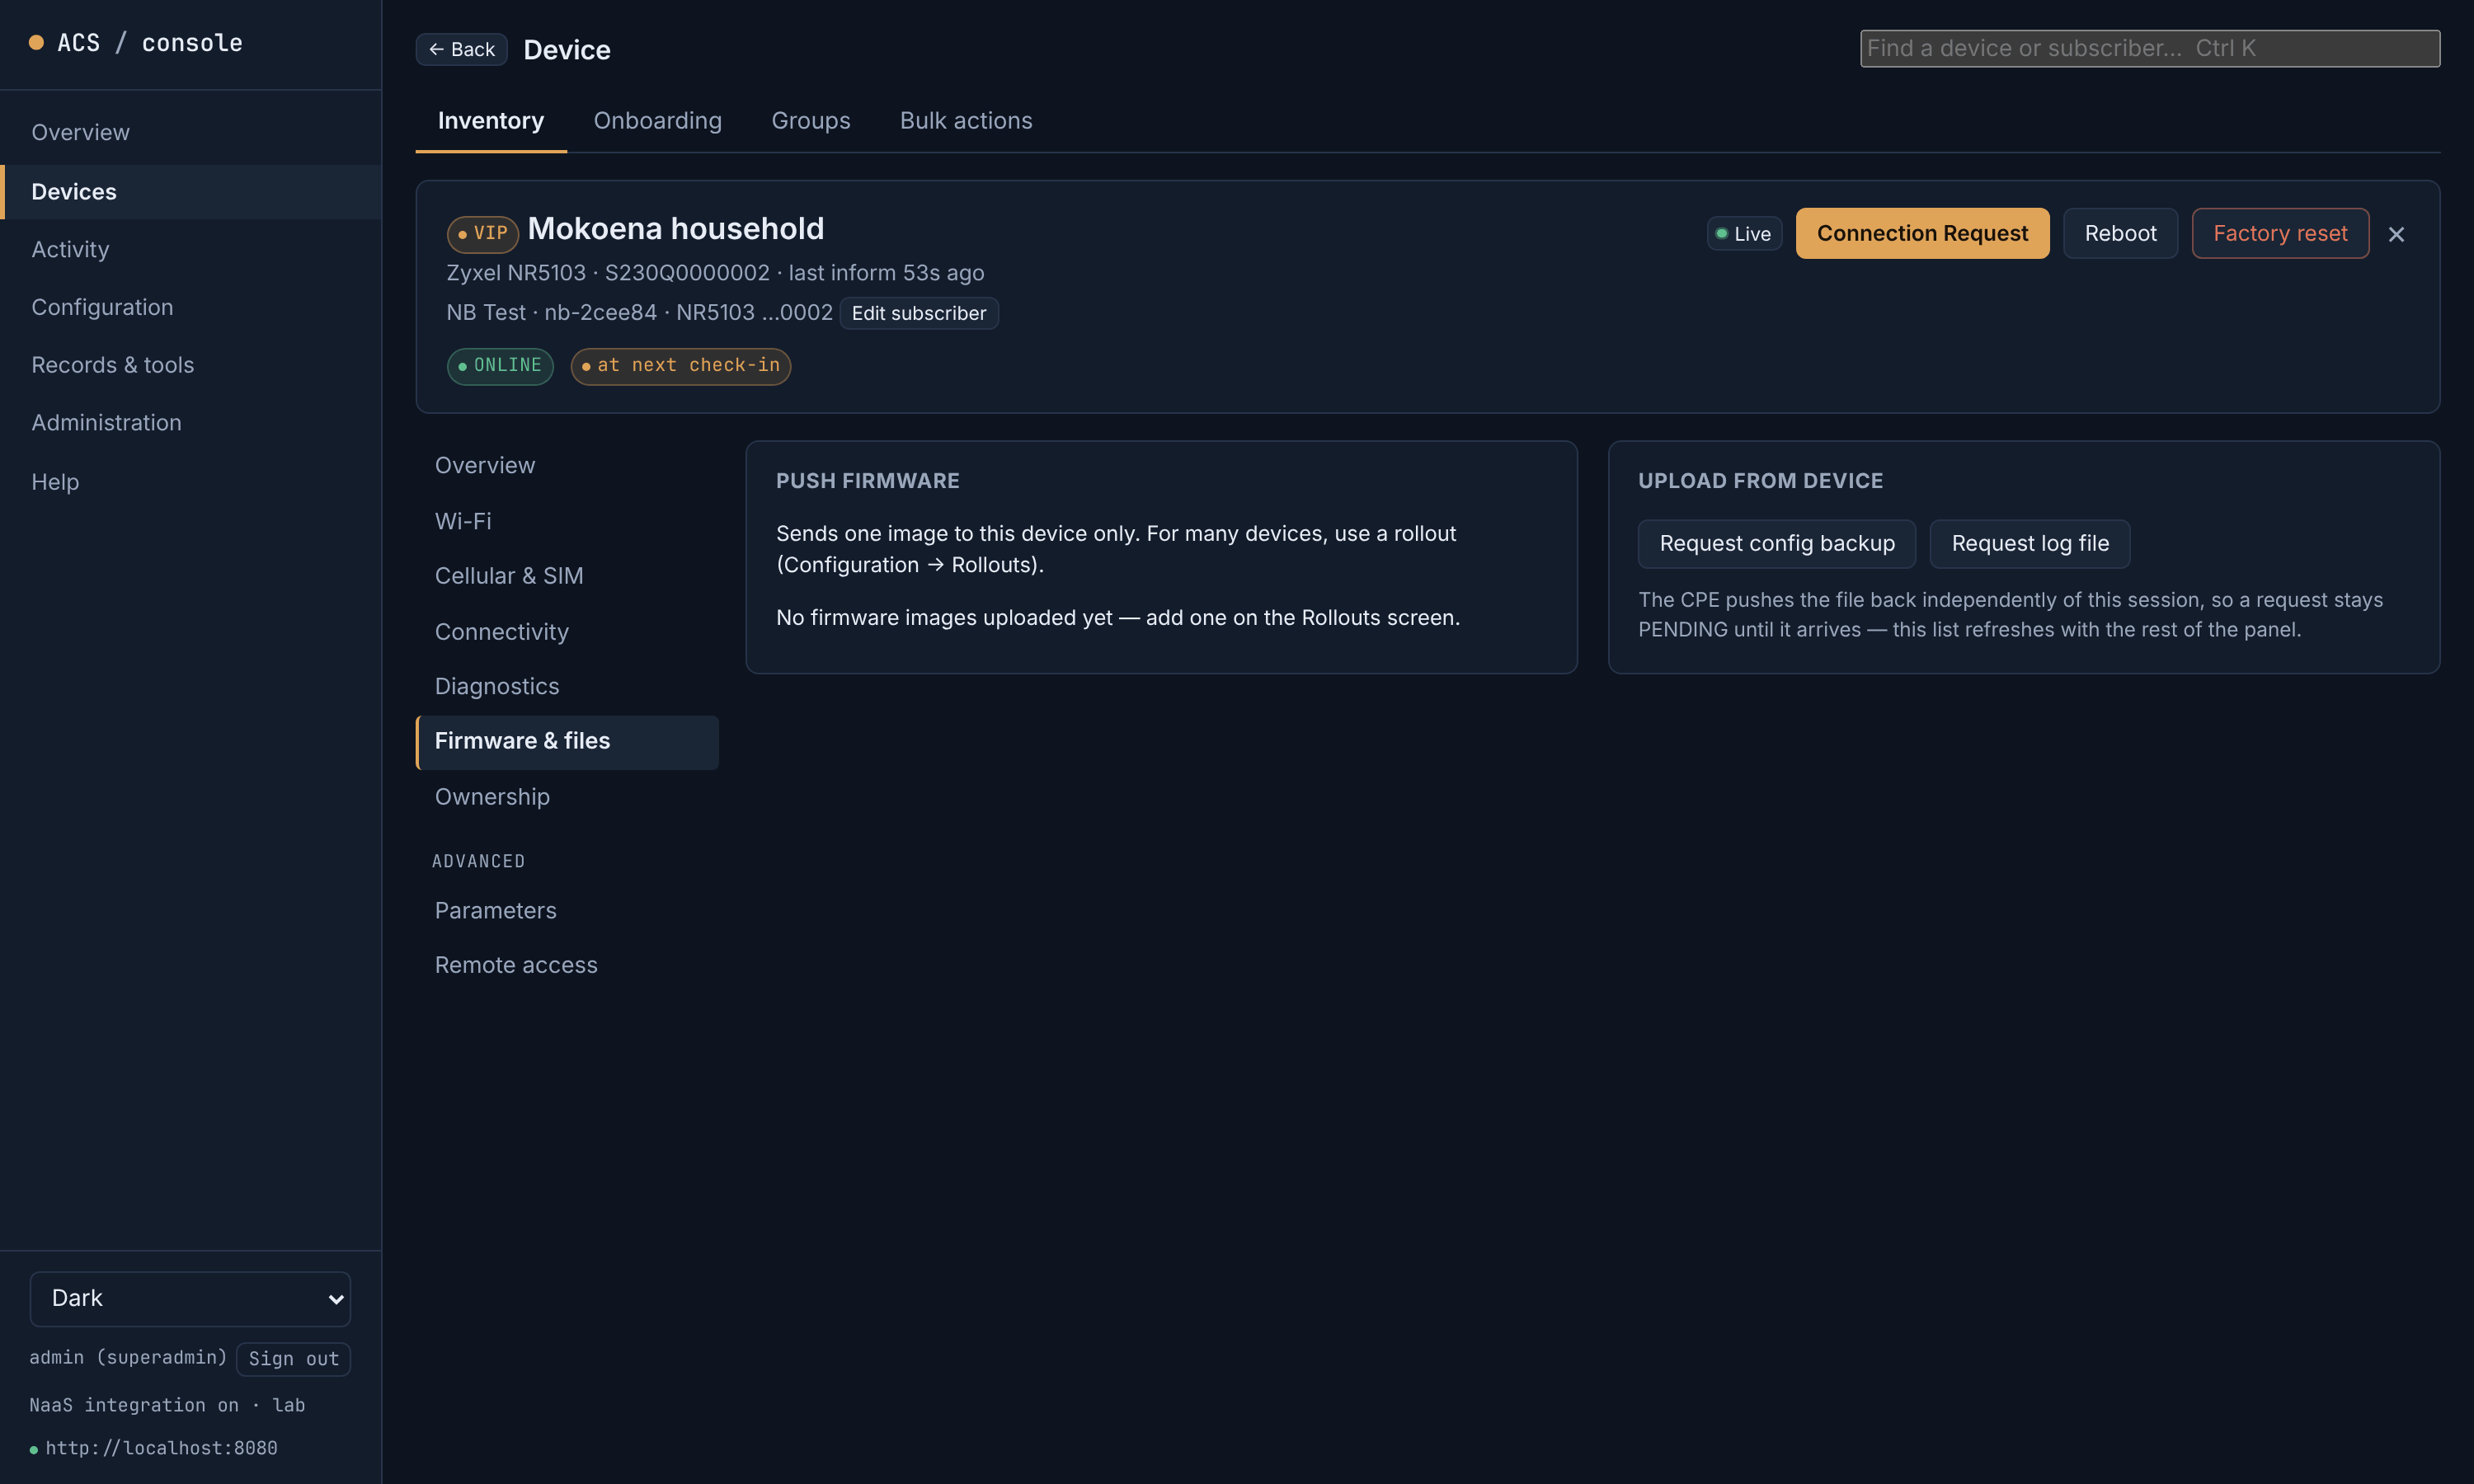 ACS / console
Overview
Devices
Activity
Configuration
Records & tools
Administration
Help
Dark
admin (superadmin) Sign out
NaaS integration on · lab
http://localhost:8080
← Back Device
Find a device or subscriber... Ctrl K
Inventory Onboarding Groups Bulk actions
VIP Mokoena household
Live Connection Request Reboot Factory reset ✕
Zyxel NR5103 · S230Q0000002 · last inform 53s ago
NB Test · nb-2cee84 · NR5103 …0002 Edit subscriber
ONLINE at next check-in
Overview
Wi-Fi
Cellular & SIM
Connectivity
Diagnostics
Firmware & files
Ownership
ADVANCED
Parameters
Remote access
PUSH FIRMWARE
Sends one image to this device only. For many devices, use a rollout
(Configuration → Rollouts).
No firmware images uploaded yet — add one on the Rollouts screen.
UPLOAD FROM DEVICE
Request config backup Request log file
The CPE pushes the file back independently of this session, so a request stays
PENDING until it arrives — this list refreshes with the rest of the panel.